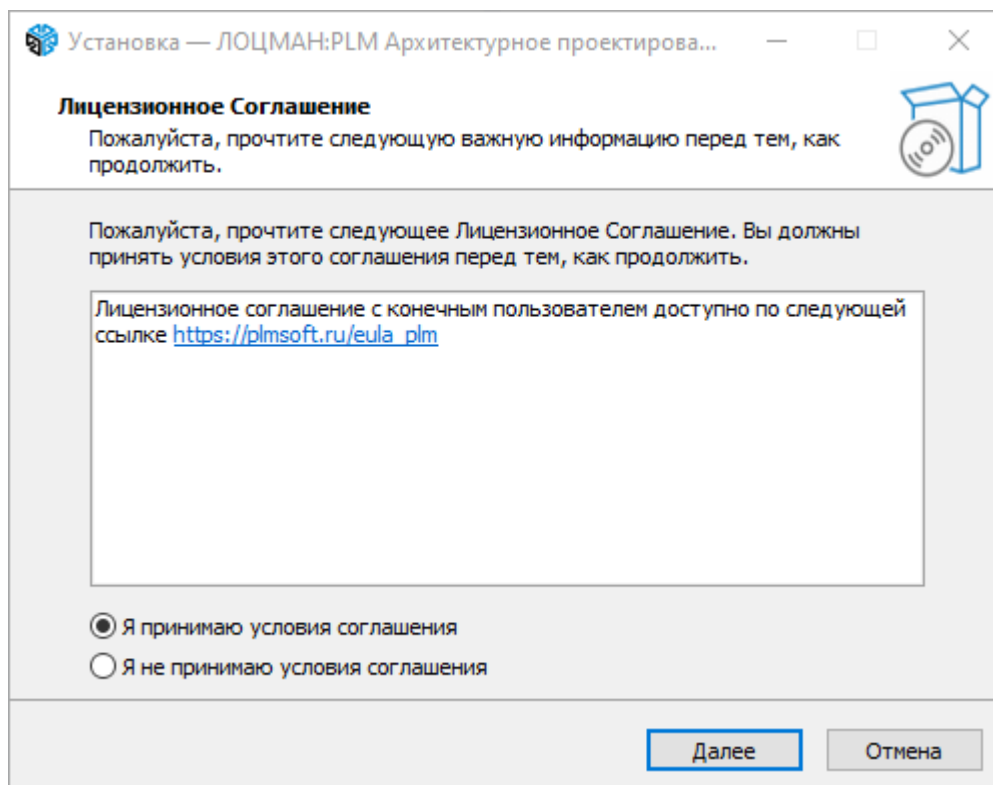 Установка — ЛОЦМАН:PLM Архитектурное проектирова...
Лицензионное Соглашение
Пожалуйста, прочтите следующую важную информацию перед тем, как
продолжить.
Пожалуйста, прочтите следующее Лицензионное Соглашение. Вы должны
принять условия этого соглашения перед тем, как продолжить.
Лицензионное соглашение с конечным пользователем доступно по следующей
ссылке https://plmsoft.ru/eula_plm
Я принимаю условия соглашения
Я не принимаю условия соглашения
Далее
Отмена